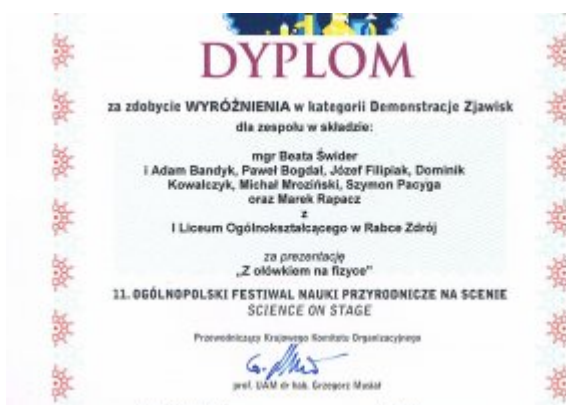 DYPLOM
za zdobycie WYRÓŻNIENIA w kategorii Demonstracje Zjawisk
dla zespołu w składzie:
mgr Beata Świder
i Adam Bandyk, Paweł Bogdał, Józef Filipiak, Dominik
Kowalczyk, Michał Mroziński, Szymon Pacyga
oraz Marek Rapacz
z
I Liceum Ogólnokształcącego w Rabce Zdrój
za prezentację
„Z ołówkiem na fizyce"
11. OGÓLNOPOLSKI FESTIWAL NAUKI PRZYRODNICZE NA SCENIE
SCIENCE ON STAGE
Przewodniczący Krajowego Komitetu Organizacyjnego
prof. UAM dr hab. Grzegorz Musiał